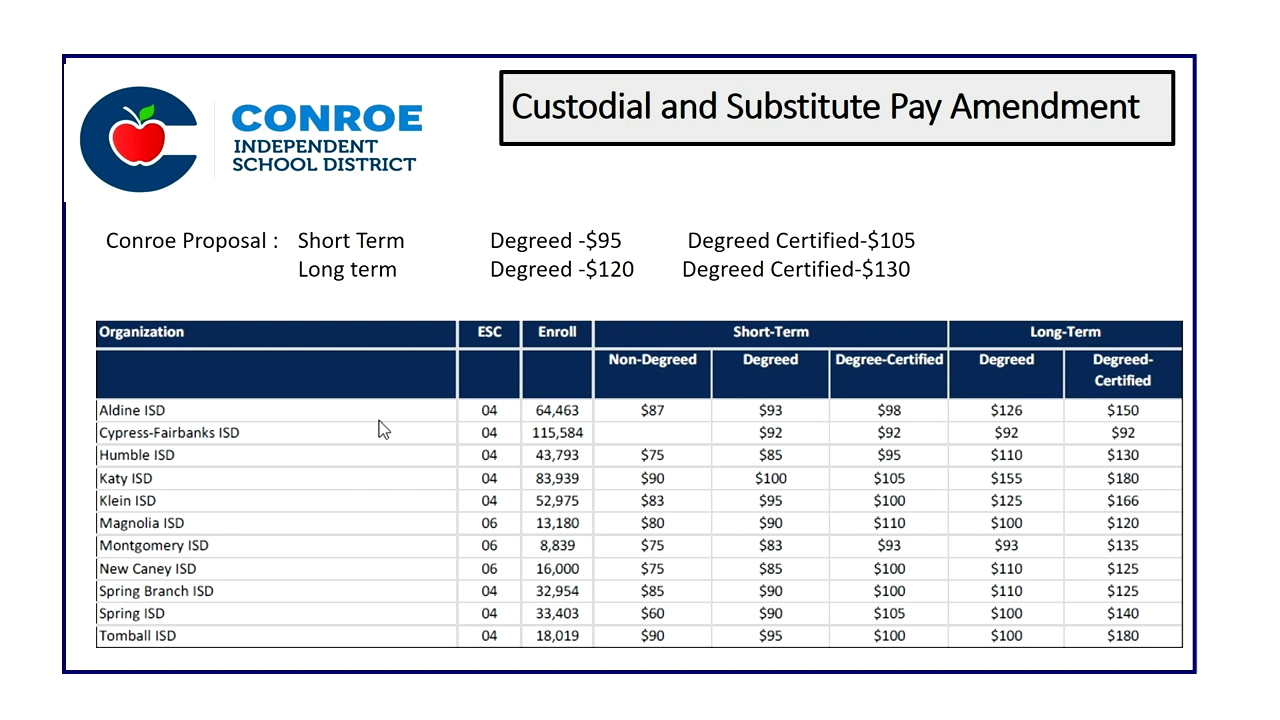 CONROE
INDEPENDENT
SCHOOL DISTRICT
Custodial and Substitute Pay Amendment
Conroe Proposal : Short Term Degreed -$95 Degreed Certified-$105
Long term Degreed -$120 Degreed Certified-$130
Organization ESC Enroll Short-Term Long-Term
Non-Degreed Degreed Degree-Certified Degreed Degreed-
Certified
Aldine ISD 04 64,463 $87 $93 $98 $126 $150
Cypress-Fairbanks ISD 04 115,584 $92 $92 $92 $92
Humble ISD 04 43,793 $75 $85 $95 $110 $130
Katy ISD 04 83,939 $90 $100 $105 $155 $180
Klein ISD 04 52,975 $83 $95 $100 $125 $166
Magnolia ISD 06 13,180 $80 $90 $110 $100 $120
Montgomery ISD 06 8,839 $75 $83 $93 $93 $135
New Caney ISD 06 16,000 $75 $85 $100 $110 $125
Spring Branch ISD 04 32,954 $85 $90 $100 $110 $125
Spring ISD 04 33,403 $60 $90 $105 $100 $140
Tomball ISD 04 18,019 $90 $95 $100 $100 $180